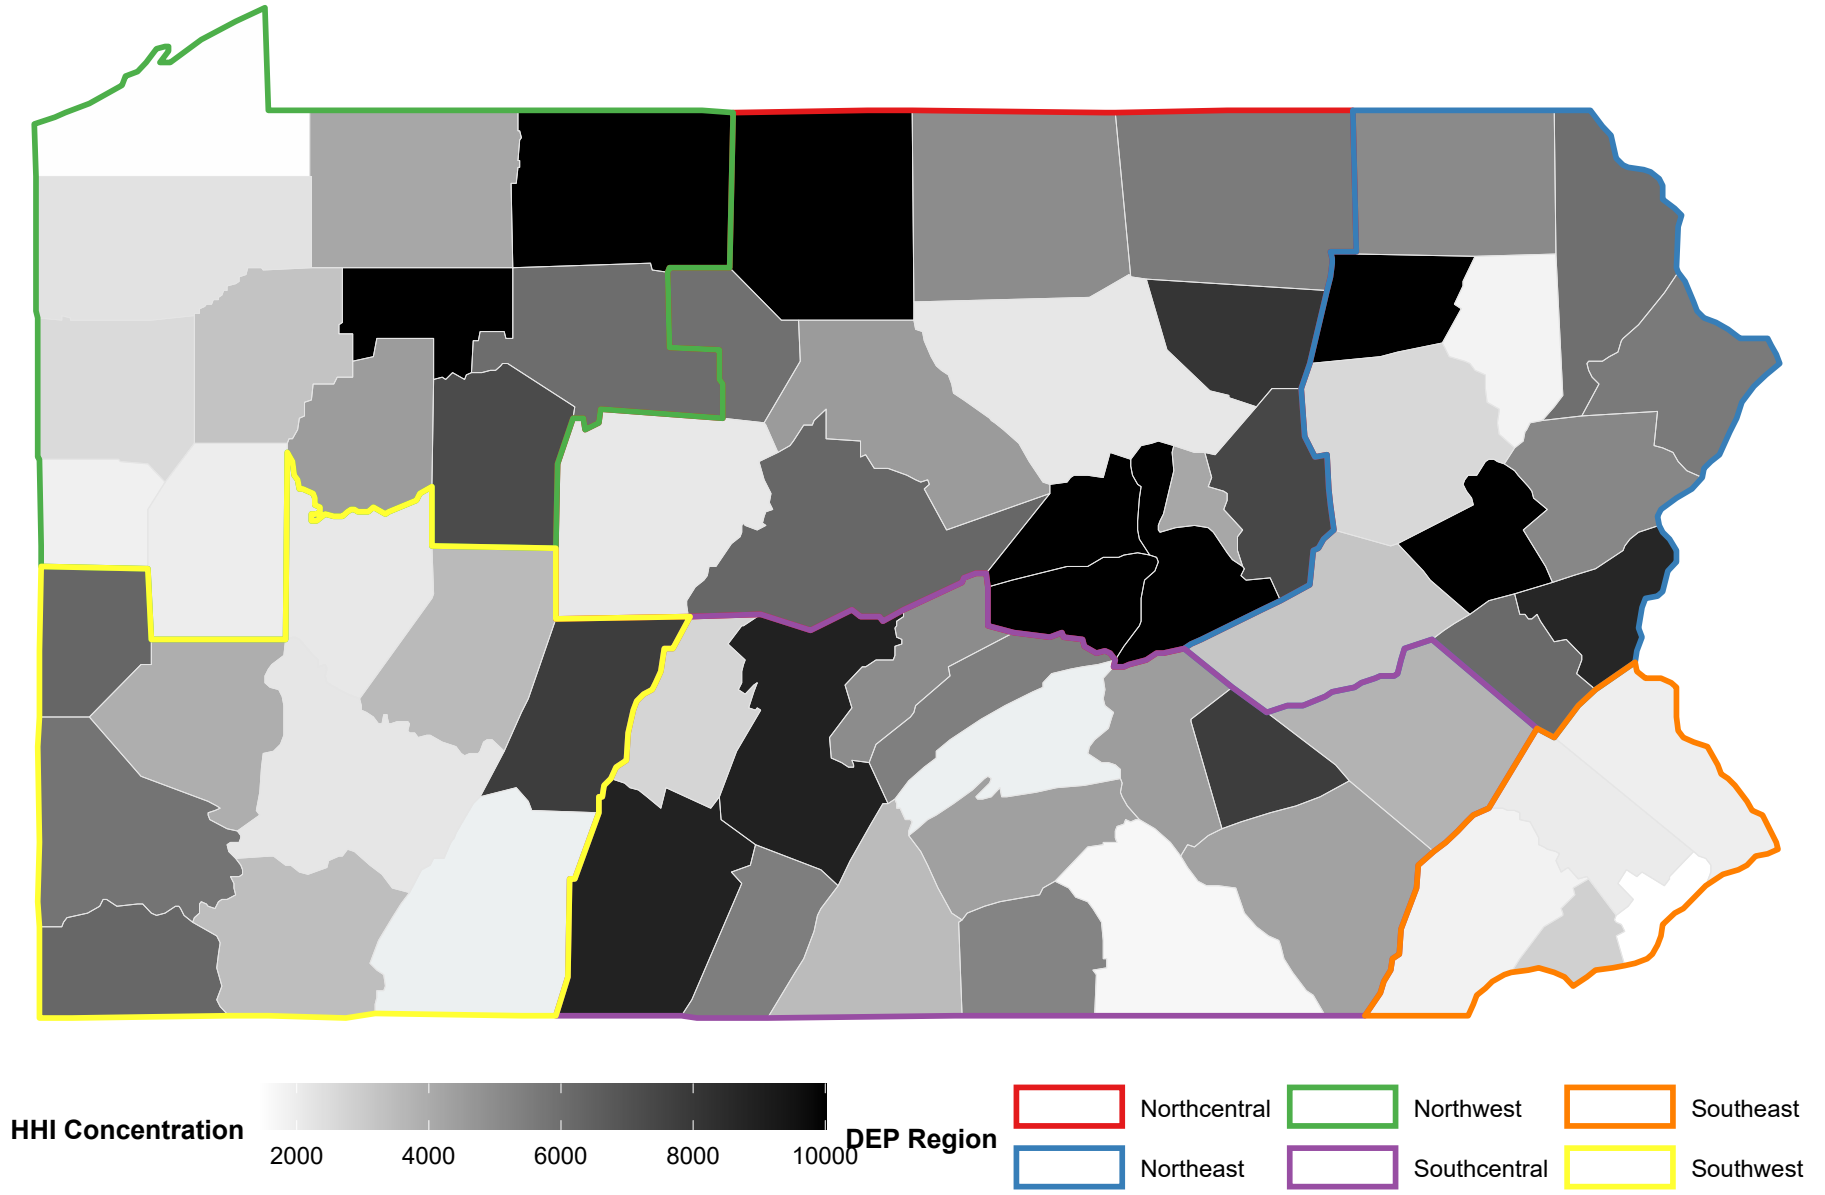 HHI Concentration
2000 4000 6000 8000 10000
DEP Region
Northcentral Northwest Southeast
Northeast Southcentral Southwest